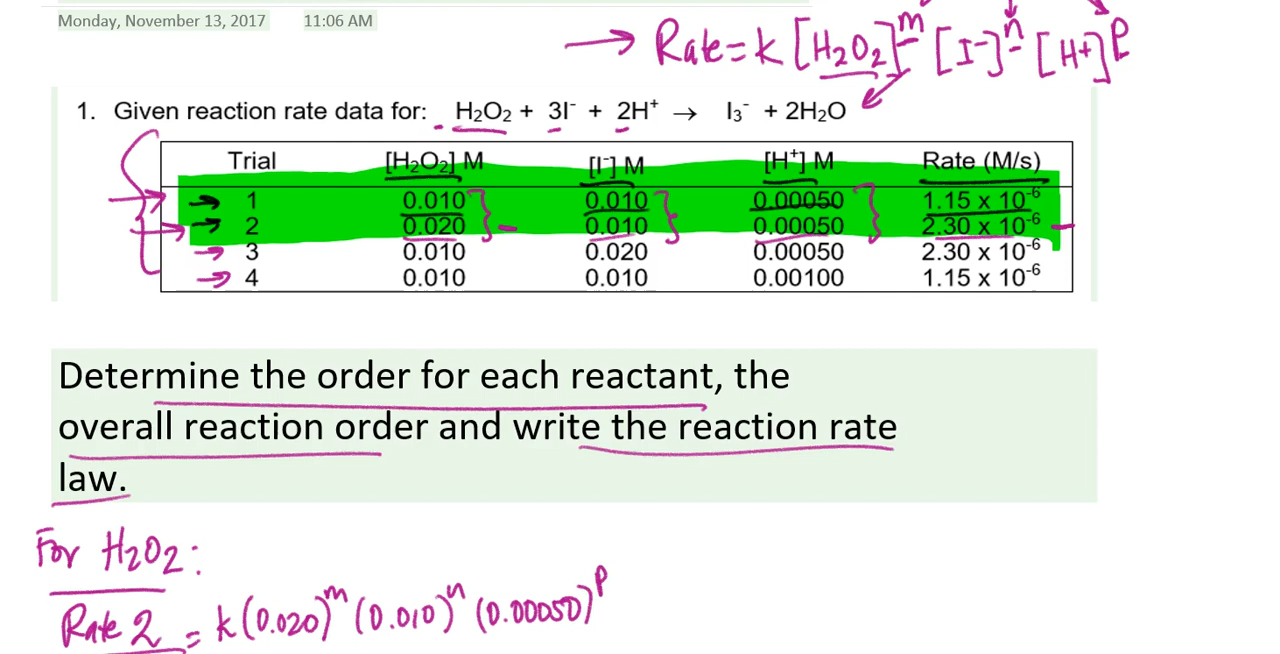 Monday, November 13, 2017 11:06 AM
→ Rate = k [H₂O₂]ᵐ [I⁻]ⁿ [H⁺]ᵖ
1. Given reaction rate data for: H₂O₂ + 3I⁻ + 2H⁺ → I₃⁻ + 2H₂O
Trial [H₂O₂] M [I⁻] M [H⁺] M Rate (M/s)
1 0.010 0.010 0.00050 1.15 x 10⁻⁶
2 0.020 0.010 0.00050 2.30 x 10⁻⁶
3 0.010 0.020 0.00050 2.30 x 10⁻⁶
4 0.010 0.010 0.00100 1.15 x 10⁻⁶
Determine the order for each reactant, the
overall reaction order and write the reaction rate
law.
For H₂O₂:
Rate 2 = k(0.020)ᵐ (0.010)ⁿ (0.00050)ᵖ